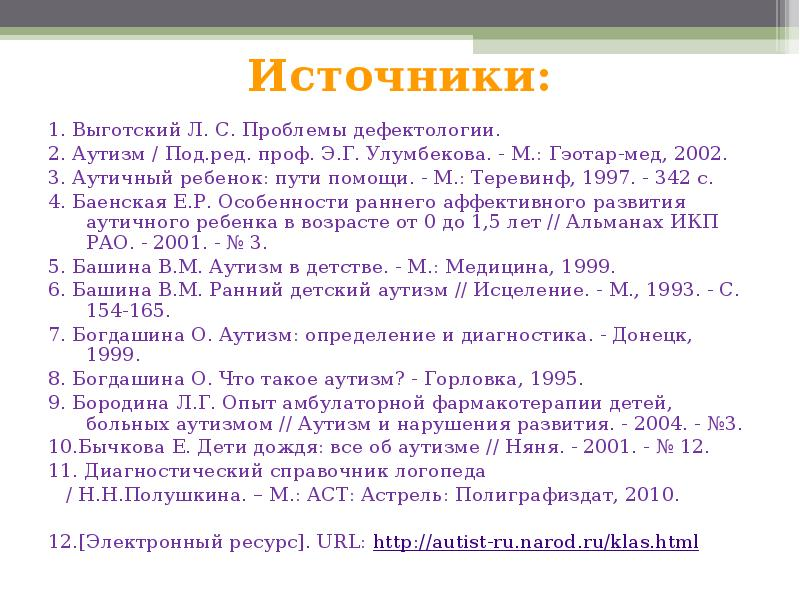 Источники:
1. Выготский Л. С. Проблемы дефектологии.
2. Аутизм / Под.ред. проф. Э.Г. Улумбекова. - М.: Гэотар-мед, 2002.
3. Аутичный ребенок: пути помощи. - М.: Теревинф, 1997. - 342 с.
4. Баенская Е.Р. Особенности раннего аффективного развития
аутичного ребенка в возрасте от 0 до 1,5 лет // Альманах ИКП
РАО. - 2001. - № 3.
5. Башина В.М. Аутизм в детстве. - М.: Медицина, 1999.
6. Башина В.М. Ранний детский аутизм // Исцеление. - М., 1993. - С.
154-165.
7. Богдашина О. Аутизм: определение и диагностика. - Донецк,
1999.
8. Богдашина О. Что такое аутизм? - Горловка, 1995.
9. Бородина Л.Г. Опыт амбулаторной фармакотерапии детей,
больных аутизмом // Аутизм и нарушения развития. - 2004. - №3.
10.Бычкова Е. Дети дождя: все об аутизме // Няня. - 2001. - № 12.
11. Диагностический справочник логопеда
/ Н.Н.Полушкина. – М.: АСТ: Астрель: Полиграфиздат, 2010.
12.[Электронный ресурс]. URL: http://autist-ru.narod.ru/klas.html